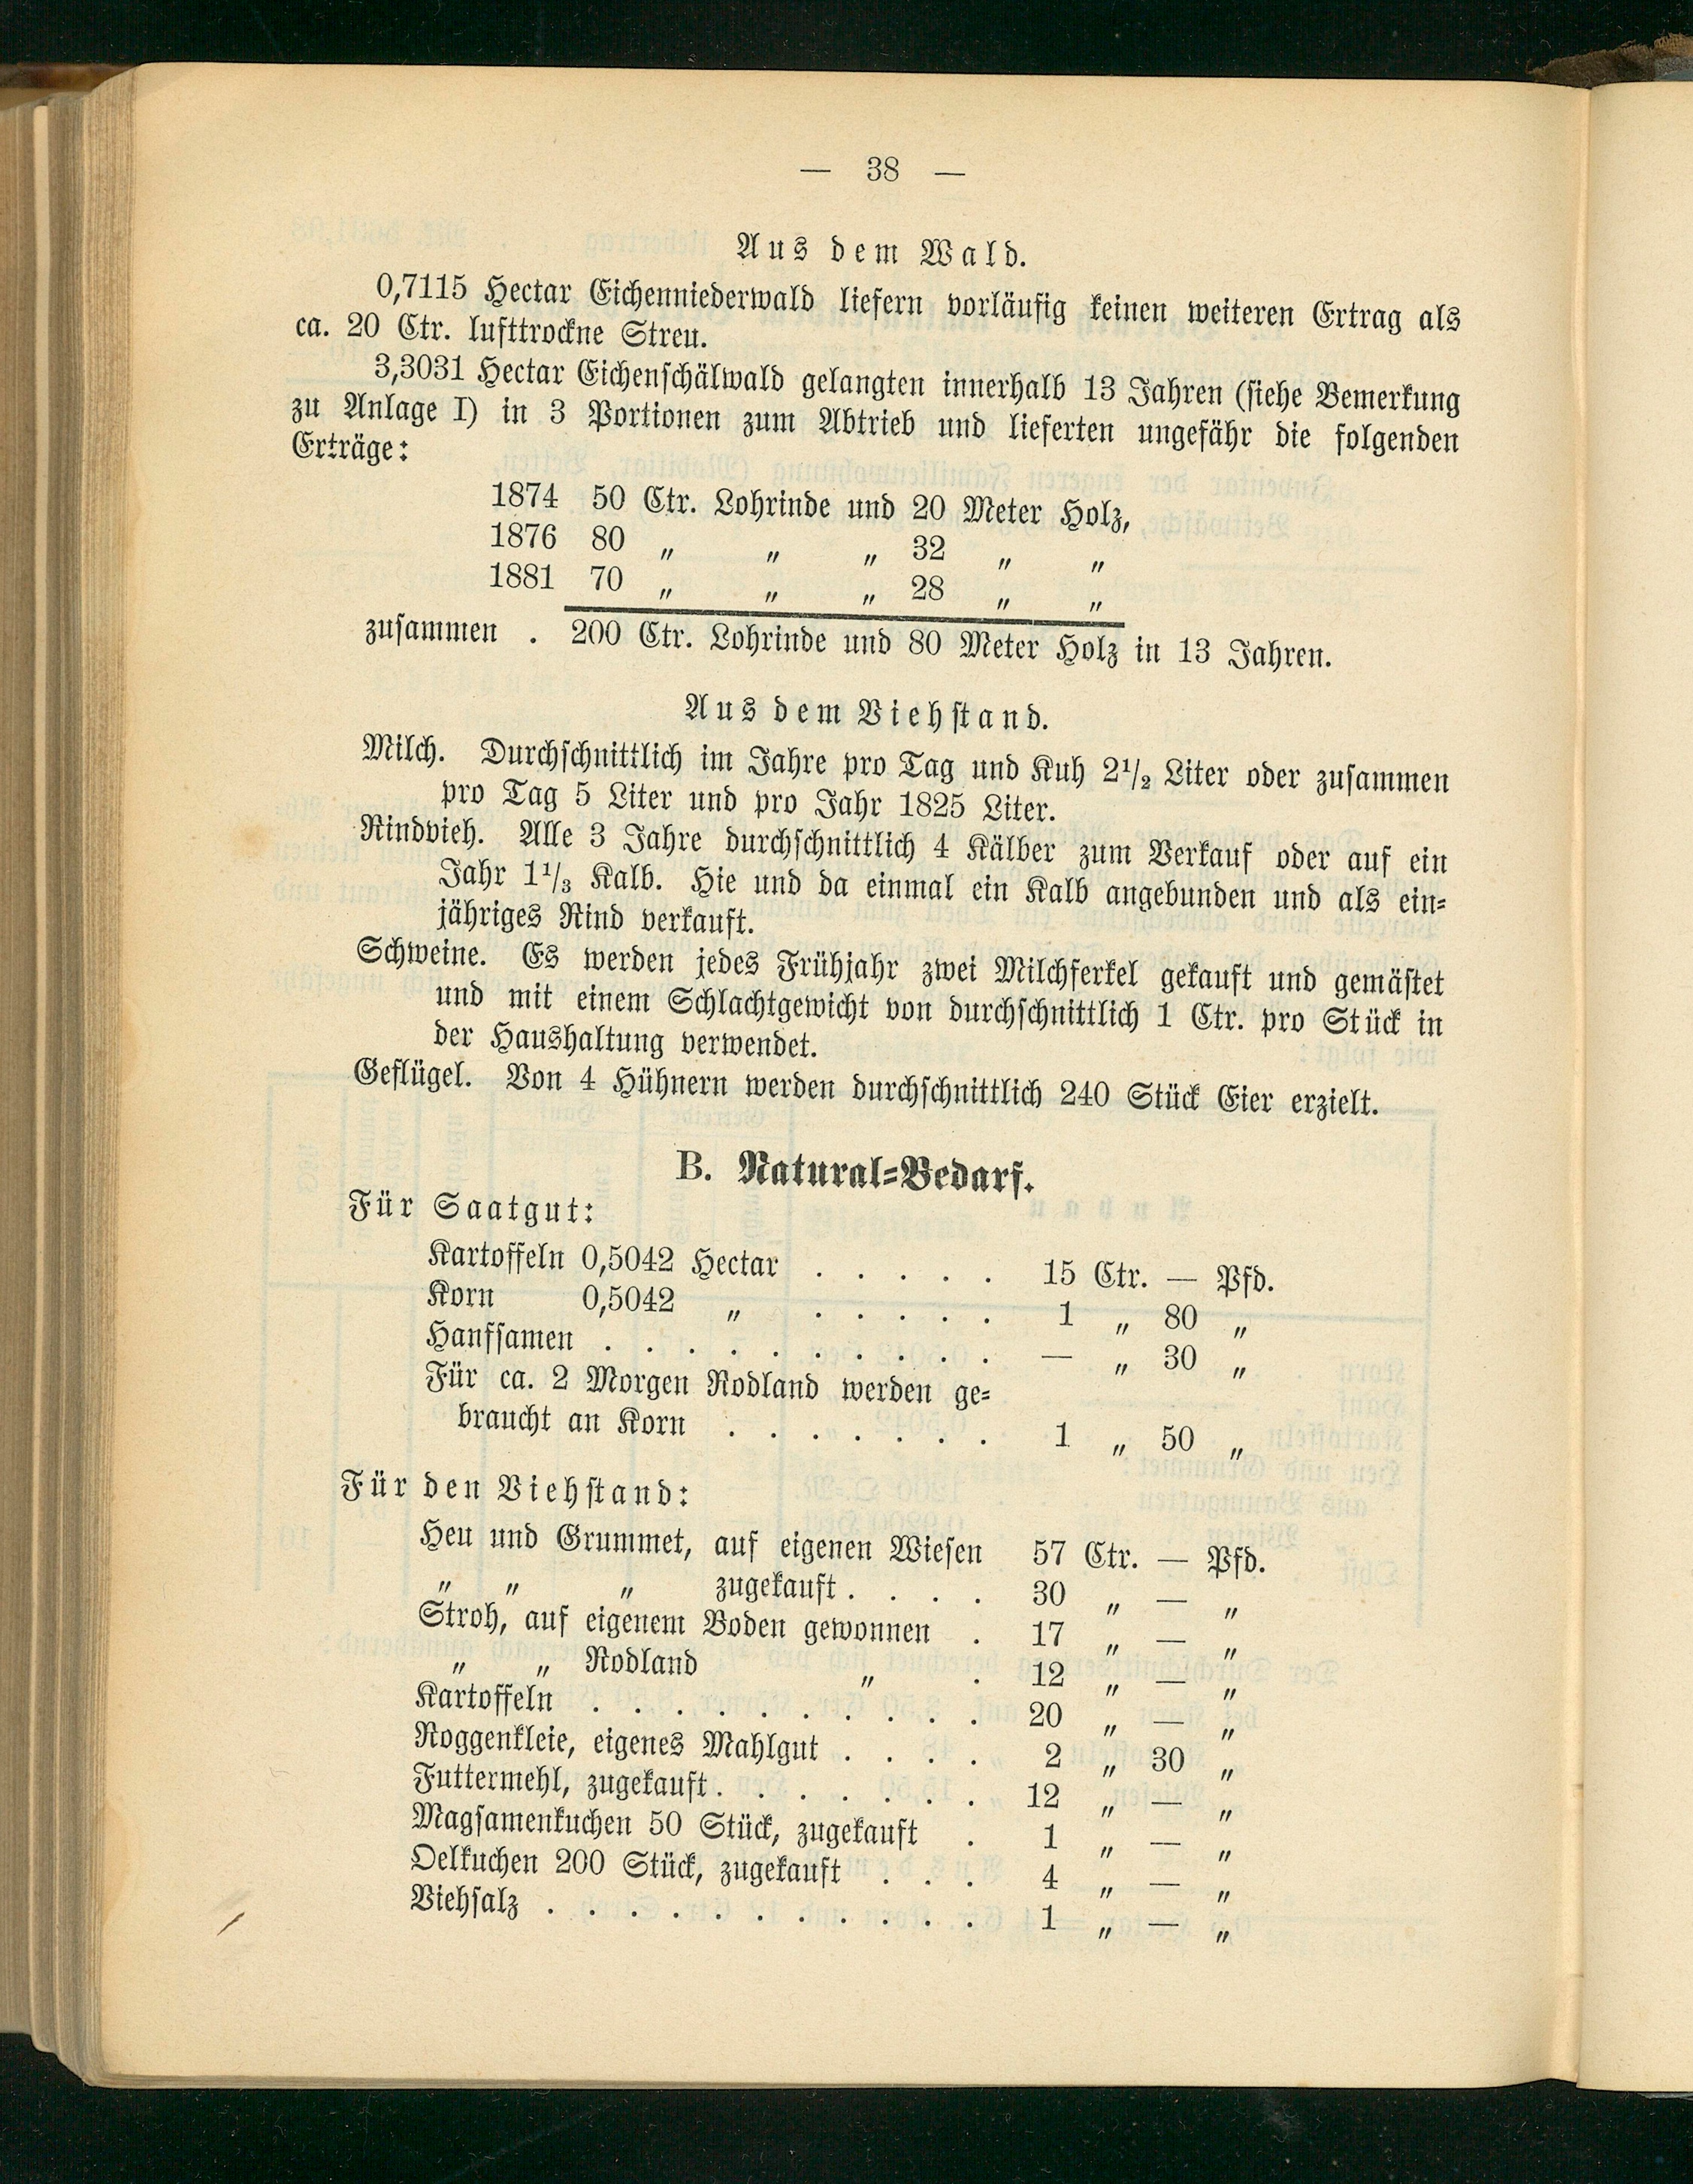 — 38 —
Aus dem Wald.
0,7115 Hectar Eichenniederwald liefern vorläufig keinen weiteren Ertrag als
ca. 20 Ctr. lufttrockne Streu.
3,3031 Hectar Eichenschälwald gelangten innerhalb 13 Jahren (siehe Bemerkung
zu Anlage I) in 3 Portionen zum Abtrieb und lieferten ungefähr die folgenden
Erträge:
1874 50 Ctr. Lohrinde und 20 Meter Holz,
1876 80 „ „ „ 32 „ „
1881 70 „ „ „ 28 „ „
zusammen . 200 Ctr. Lohrinde und 80 Meter Holz in 13 Jahren.
Aus dem Viehstand.
Milch. Durchschnittlich im Jahre pro Tag und Kuh 2¹/₂ Liter oder zusammen
pro Tag 5 Liter und pro Jahr 1825 Liter.
Rindvieh. Alle 3 Jahre durchschnittlich 4 Kälber zum Verkauf oder auf ein
Jahr 1¹/₃ Kalb. Hie und da einmal ein Kalb angebunden und als ein-
jähriges Rind verkauft.
Schweine. Es werden jedes Frühjahr zwei Milchferkel gekauft und gemästet
und mit einem Schlachtgewicht von durchschnittlich 1 Ctr. pro Stück in
der Haushaltung verwendet.
Geflügel. Von 4 Hühnern werden durchschnittlich 240 Stück Eier erzielt.
B. Natural-Bedarf.
Für Saatgut:
Kartoffeln 0,5042 Hectar . . . . . 15 Ctr. — Pfd.
Korn 0,5042 „ . . . . . 1 „ 80 „
Hanfsamen . . . . . . . . . . — „ 30 „
Für ca. 2 Morgen Rodland werden ge-
braucht an Korn . . . . . . . 1 „ 50 „
Für den Viehstand:
Heu und Grummet, auf eigenen Wiesen 57 Ctr. — Pfd.
„ „ „ zugekauft . . . . 30 „ — „
Stroh, auf eigenem Boden gewonnen . 17 „ — „
„ „ Rodland „ . 12 „ — „
Kartoffeln . . . . . . . . . . 20 „ — „
Roggenkleie, eigenes Mahlgut . . . . 2 „ 30 „
Futtermehl, zugekauft . . . . . . . 12 „ — „
Magsamenkuchen 50 Stück, zugekauft . 1 „ — „
Oelkuchen 200 Stück, zugekauft . . . 4 „ — „
Viehsalz . . . . . . . . . . . 1 „ — „